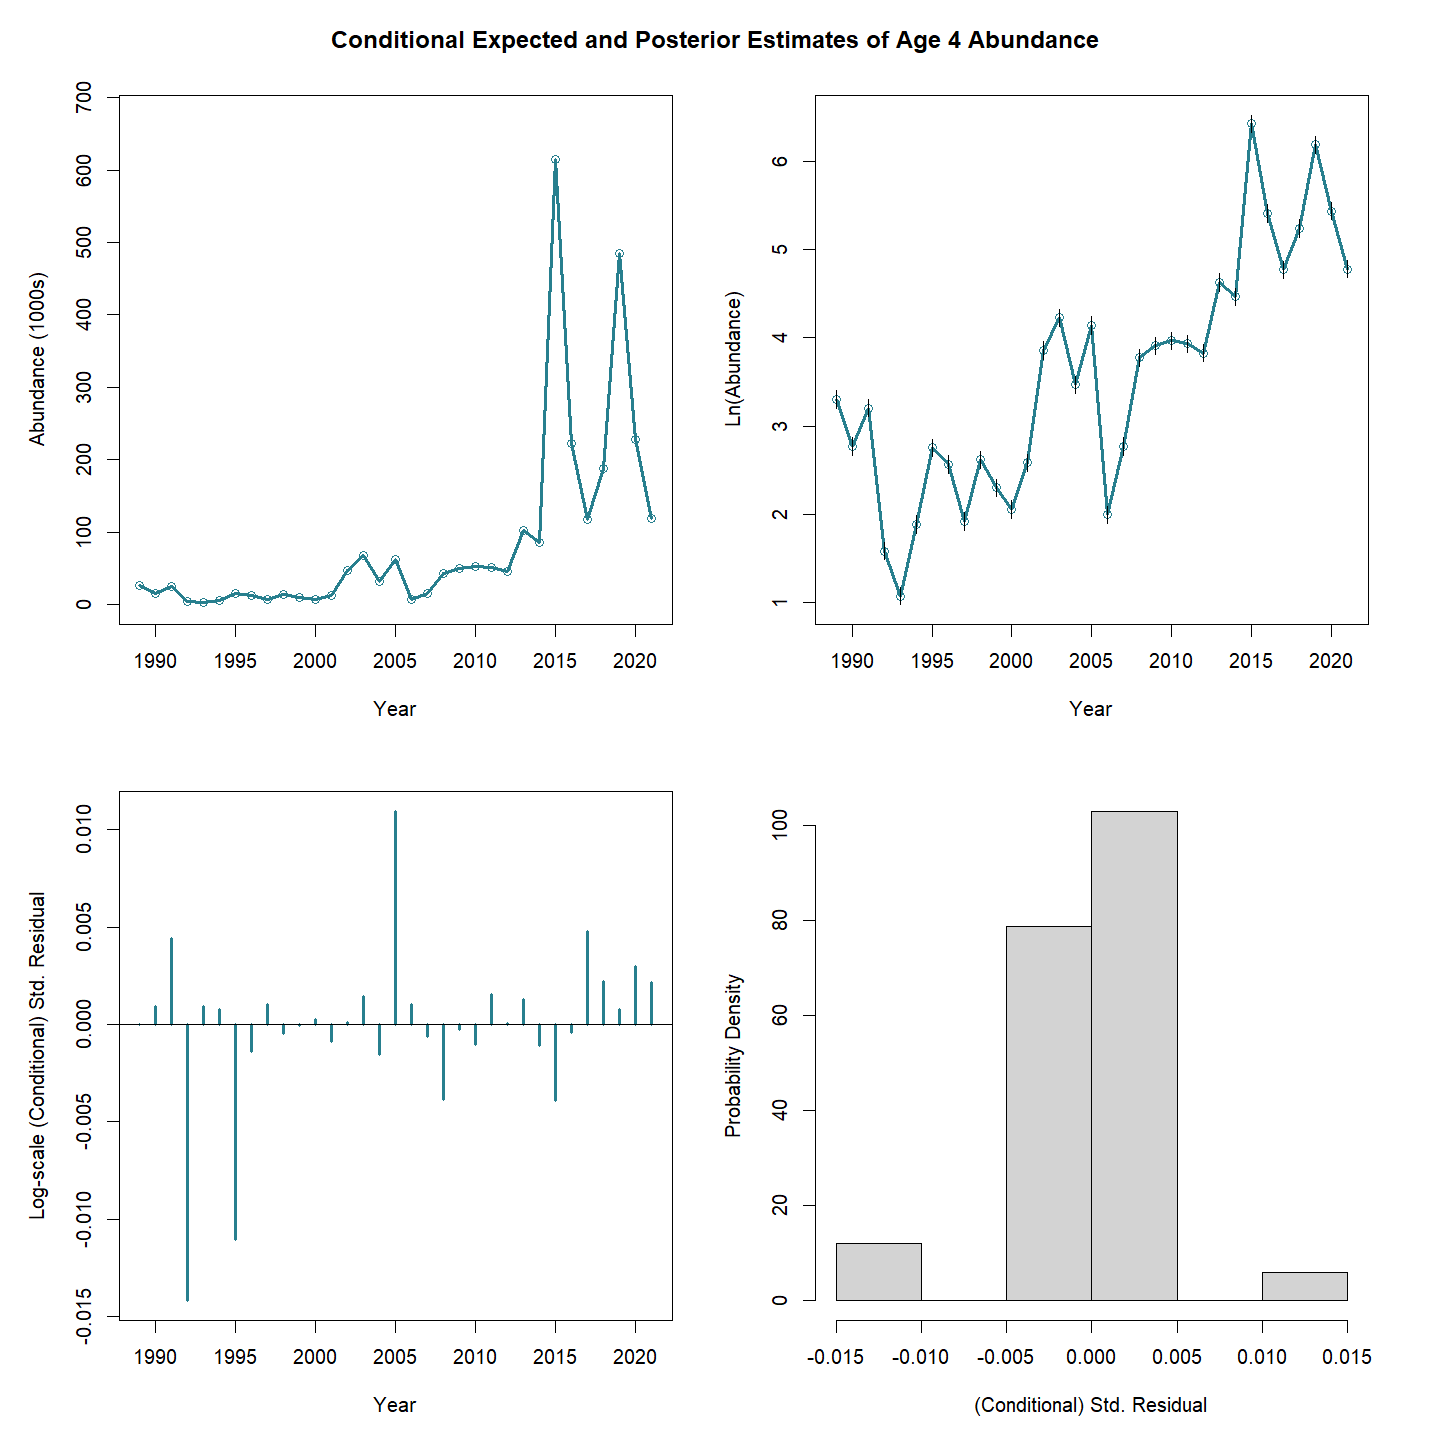 Conditional Expected and Posterior Estimates of Age 4 Abundance
Abundance (1000s)
700
600
500
400
300
200
100
0
1990 1995 2000 2005 2010 2015 2020
Year
Ln(Abundance)
6
5
4
3
2
1
1990 1995 2000 2005 2010 2015 2020
Year
Log-scale (Conditional) Std. Residual
0.010
0.005
0.000
-0.005
-0.010
-0.015
1990 1995 2000 2005 2010 2015 2020
Year
Probability Density
100
80
60
40
20
0
-0.015 -0.010 -0.005 0.000 0.005 0.010 0.015
(Conditional) Std. Residual